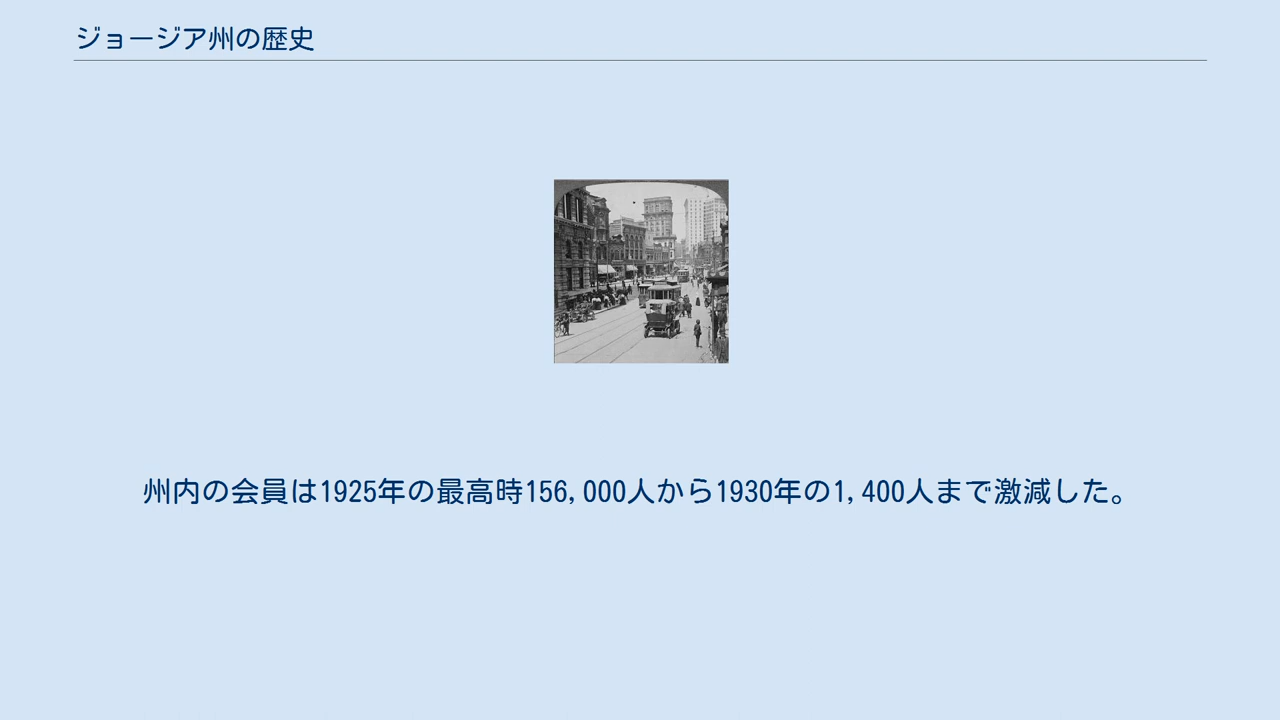 ジョージア州の歴史
州内の会員は1925年の最高時156,000人から1930年の1,400人まで激減した。